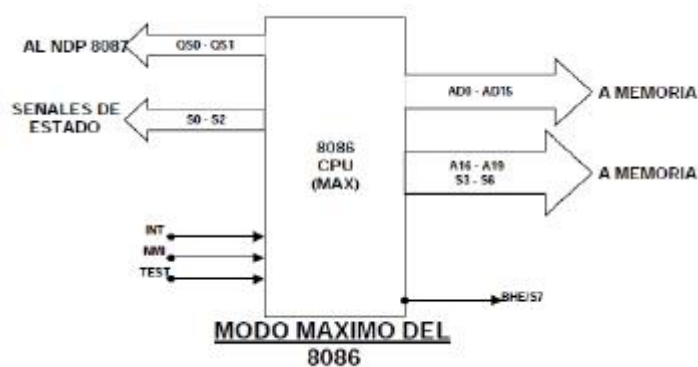 AL NDP 8087
QS0 - QS1
SEÑALES DE
ESTADO
S0 - S2
8086
CPU
(MAX)
AD0 - AD15
A MEMORIA
A16 - A19
S3 - S6
A MEMORIA
INT
NMI
TEST
BHE/S7
MODO MAXIMO DEL
8086